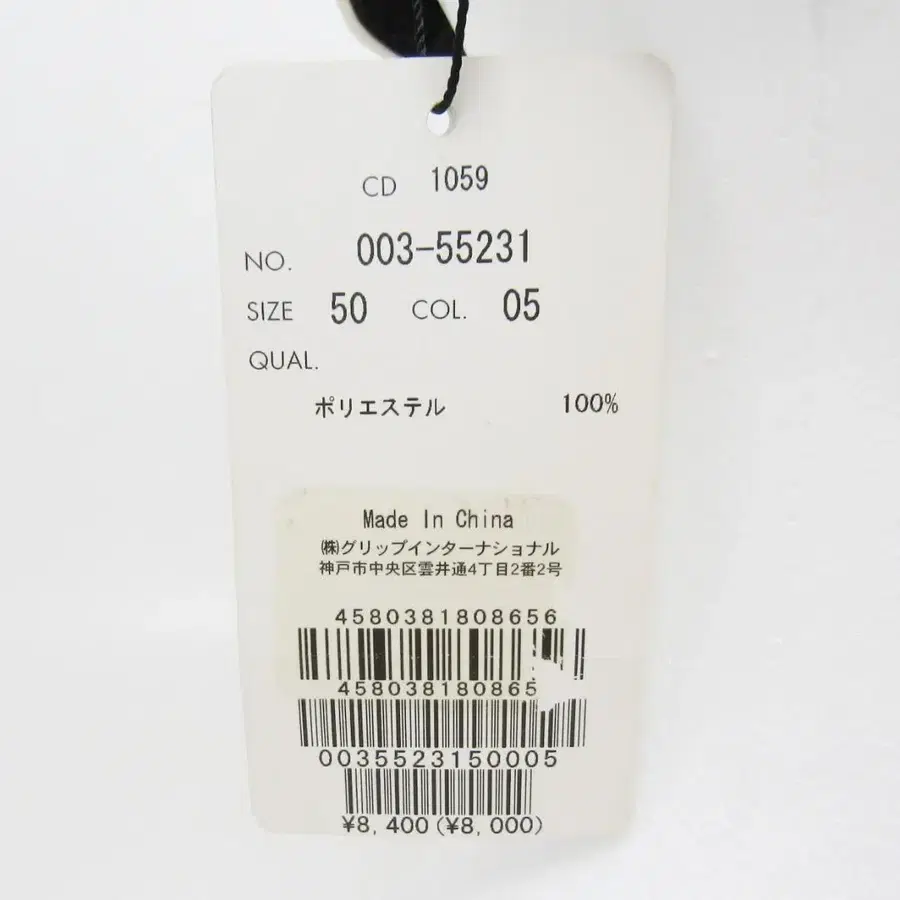 CD 1059
NO. 003-55231
SIZE 50 COL. 05
QUAL.
ポリエステル 100%
Made In China
㈱グリップインターナショナル
神戸市中央区雲井通4丁目2番2号
4580381808656
458038180865
0035523150005
¥8,400(¥8,000)